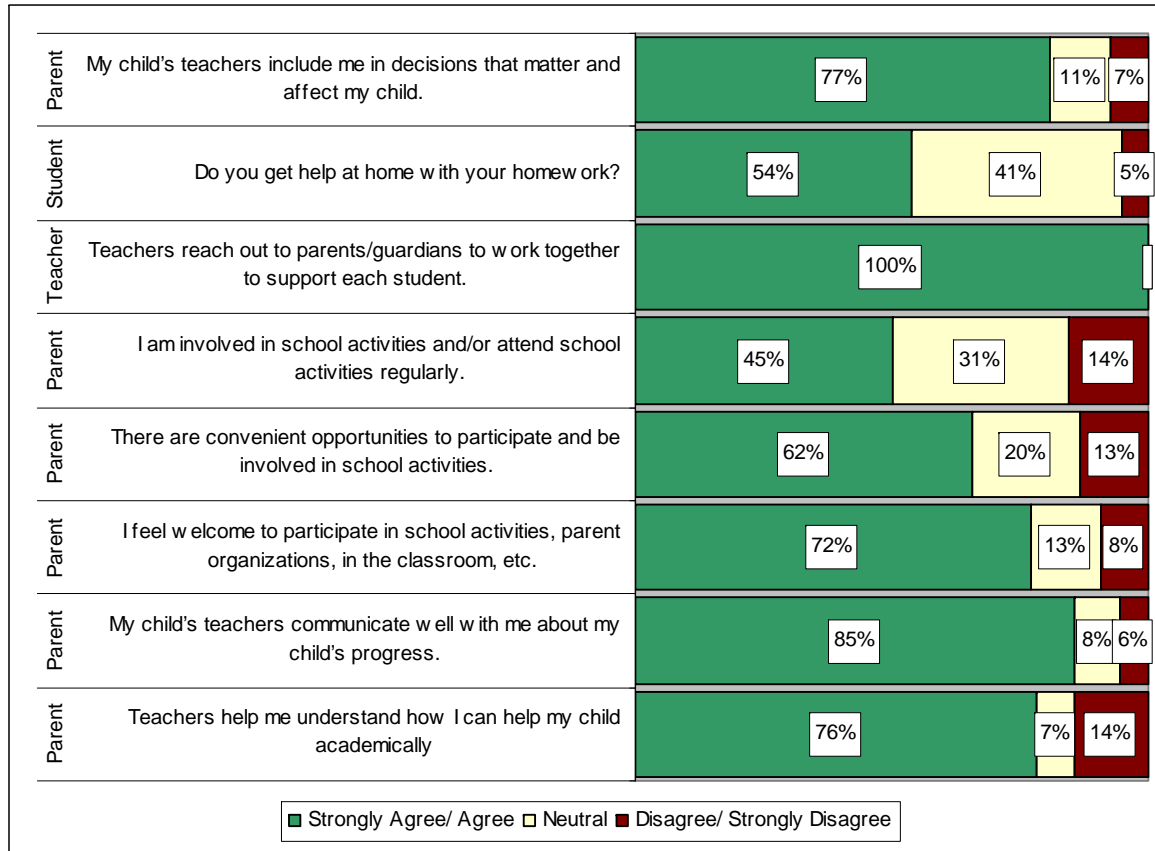 Parent
My child's teachers include me in decisions that matter and
affect my child.
77%
11%
7%
Student
Do you get help at home with your homework?
54%
41%
5%
Teacher
Teachers reach out to parents/guardians to work together
to support each student.
100%
Parent
I am involved in school activities and/or attend school
activities regularly.
45%
31%
14%
Parent
There are convenient opportunities to participate and be
involved in school activities.
62%
20%
13%
Parent
I feel welcome to participate in school activities, parent
organizations, in the classroom, etc.
72%
13%
8%
Parent
My child's teachers communicate well with me about my
child's progress.
85%
8%
6%
Parent
Teachers help me understand how I can help my child
academically
76%
7%
14%
Strongly Agree/ Agree
Neutral
Disagree/ Strongly Disagree